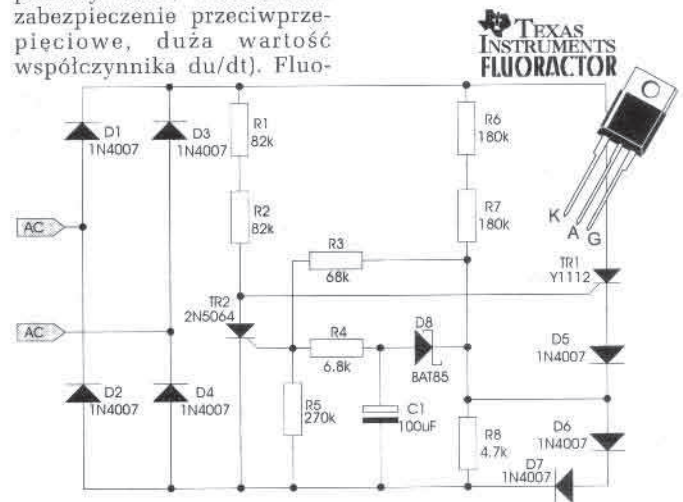 zabezpieczenie przeciwprze-
pięciowe, duża wartość
współczynnika du/dt). Fluo-
TEXAS
INSTRUMENTS
FLUORACTOR
D1
1N4007
D3
1N4007
R1
82k
R6
180k
R2
82k
R7
180k
K
A
G
AC
R3
68k
TR1
Y1112
TR2
2N5064
R4
6.8k
D8
BAT85
D5
1N4007
AC
D2
1N4007
D4
1N4007
R5
270k
C1
100uF
R8
4.7k
D6
1N4007
D7
1N4007